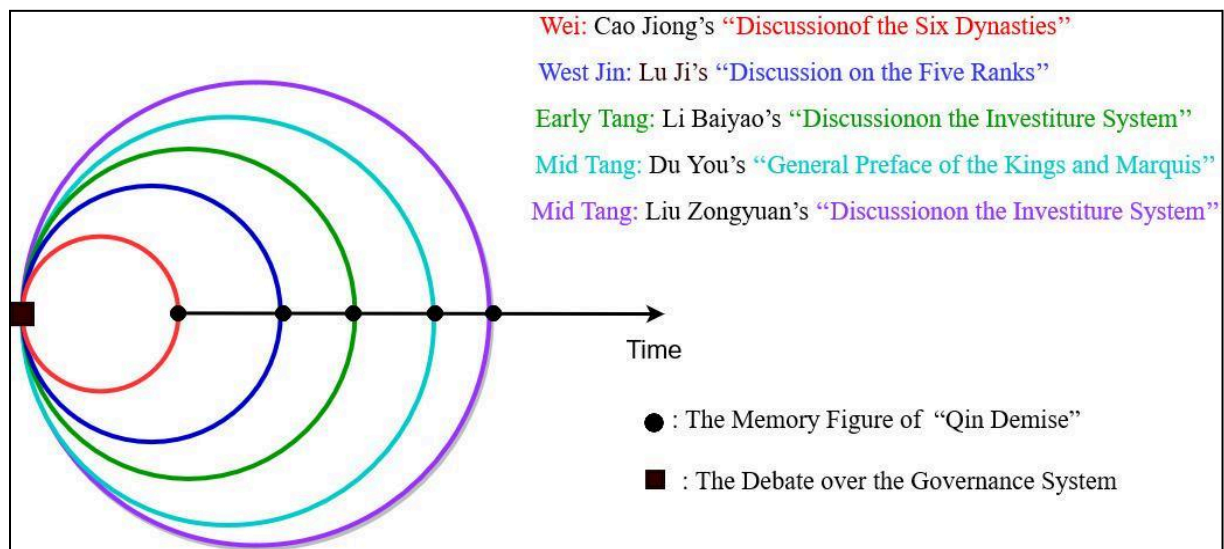 Wei: Cao Jiong’s “Discussionof the Six Dynasties”
West Jin: Lu Ji’s “Discussion on the Five Ranks”
Early Tang: Li Baiyao’s “Discussionon the Investiture System”
Mid Tang: Du You’s “General Preface of the Kings and Marquis”
Mid Tang: Liu Zongyuan’s “Discussionon the Investiture System”
Time
: The Memory Figure of “Qin Demise”
: The Debate over the Governance System